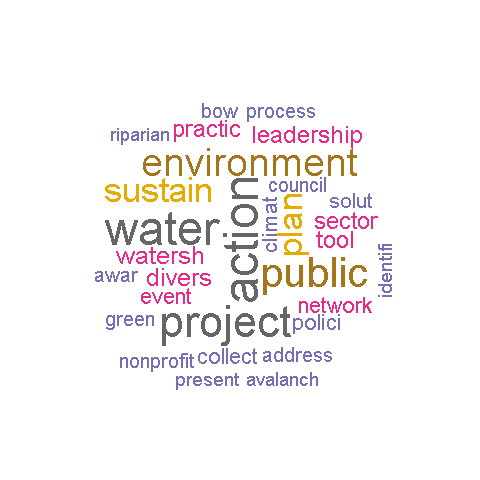 bow process
riparian practic leadership
environment
sustain council
action climat plan solut
water sector
tool
watersh
awar divers public identifi
event network
green project polici
nonprofit collect address
present avalanch